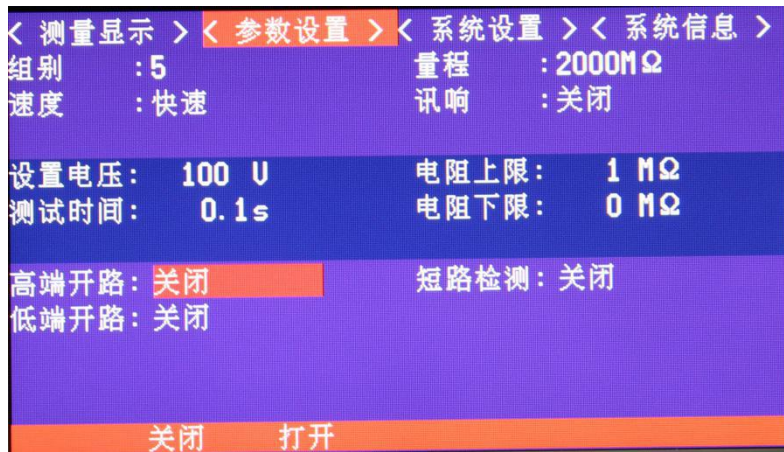 < 测量显示 > < 参数设置 > < 系统设置 > < 系统信息 >
组别 :5 量程 :2000MΩ
速度 :快速 讯响 :关闭
设置电压: 100 V 电阻上限: 1 MΩ
测试时间: 0.1s 电阻下限: 0 MΩ
高端开路: 关闭 短路检测: 关闭
低端开路: 关闭
关闭 打开